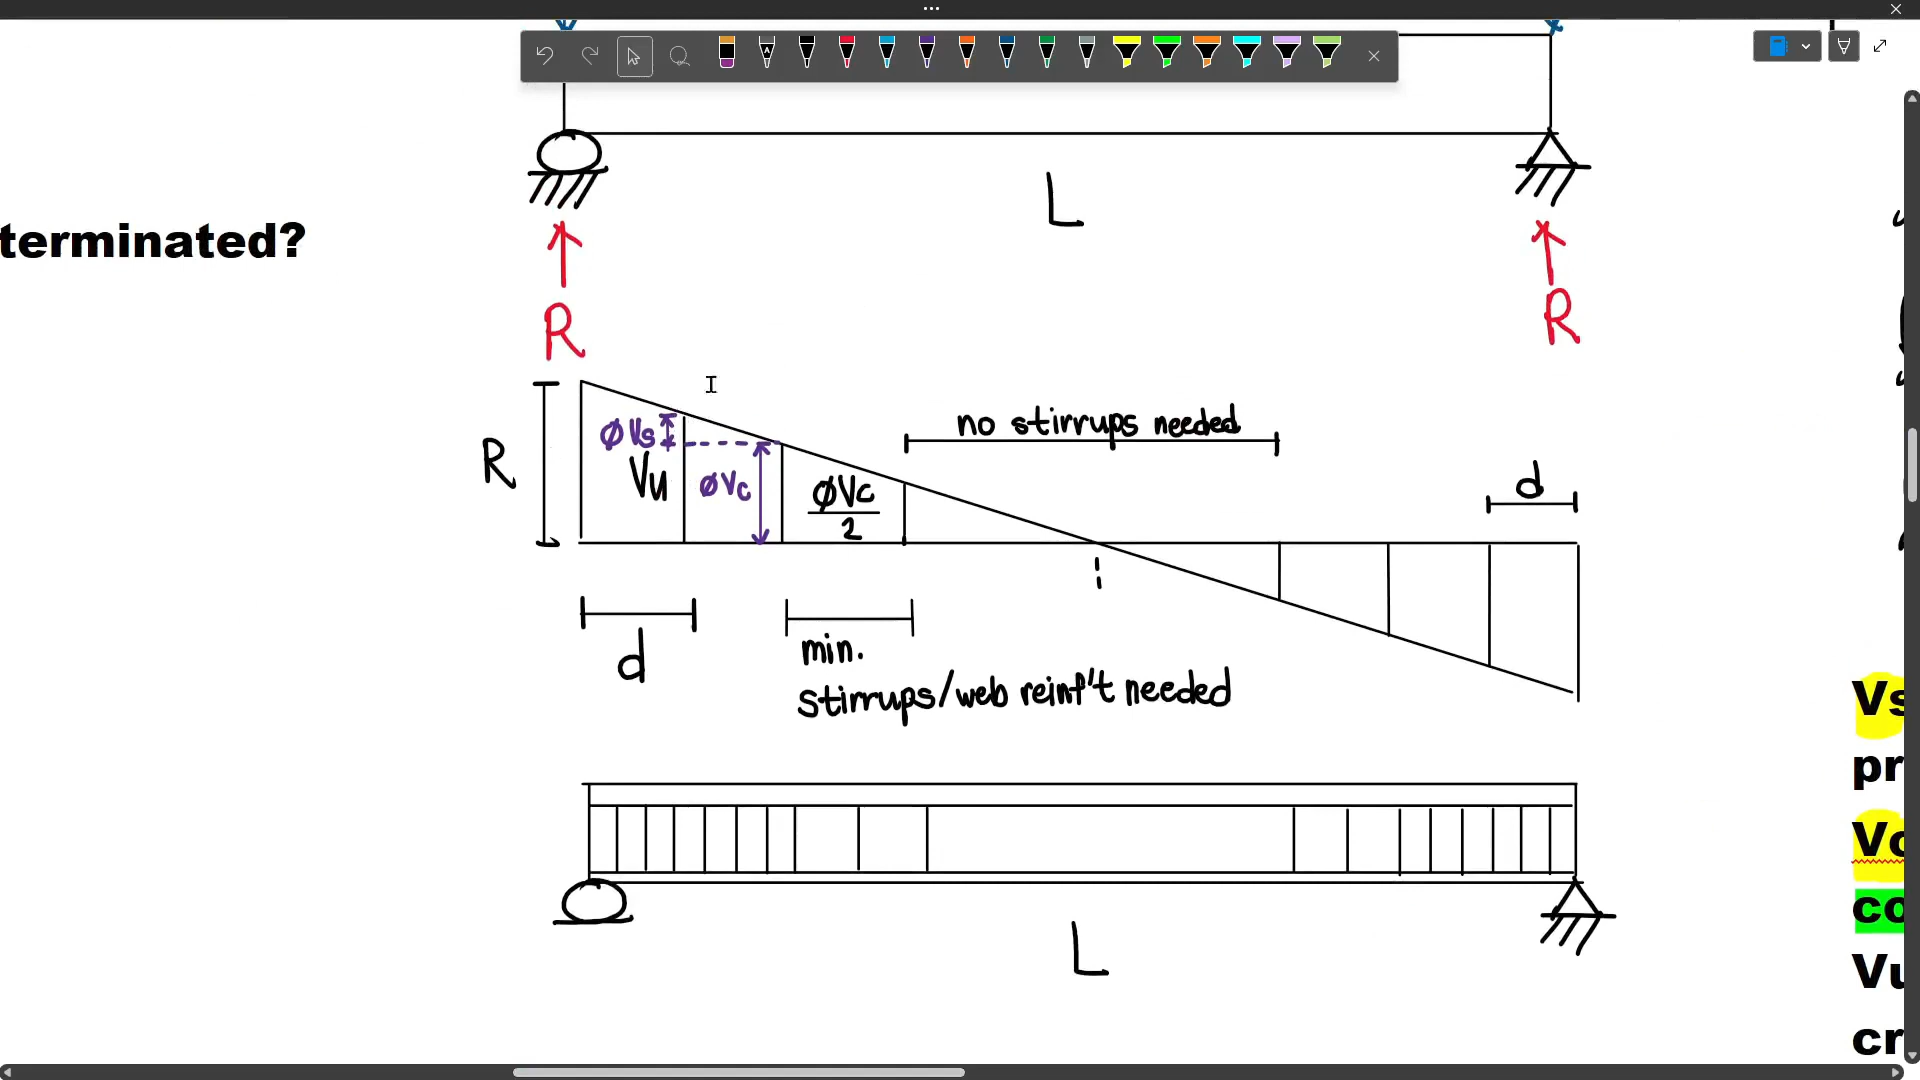 L
terminated?
R
R
no stirrups needed
ØVs
R
Vu
ØVc
ØVc
2
d
d
min.
stirrups/web reinf't needed
Vs
pr
Vc
co
Vu
cr
L